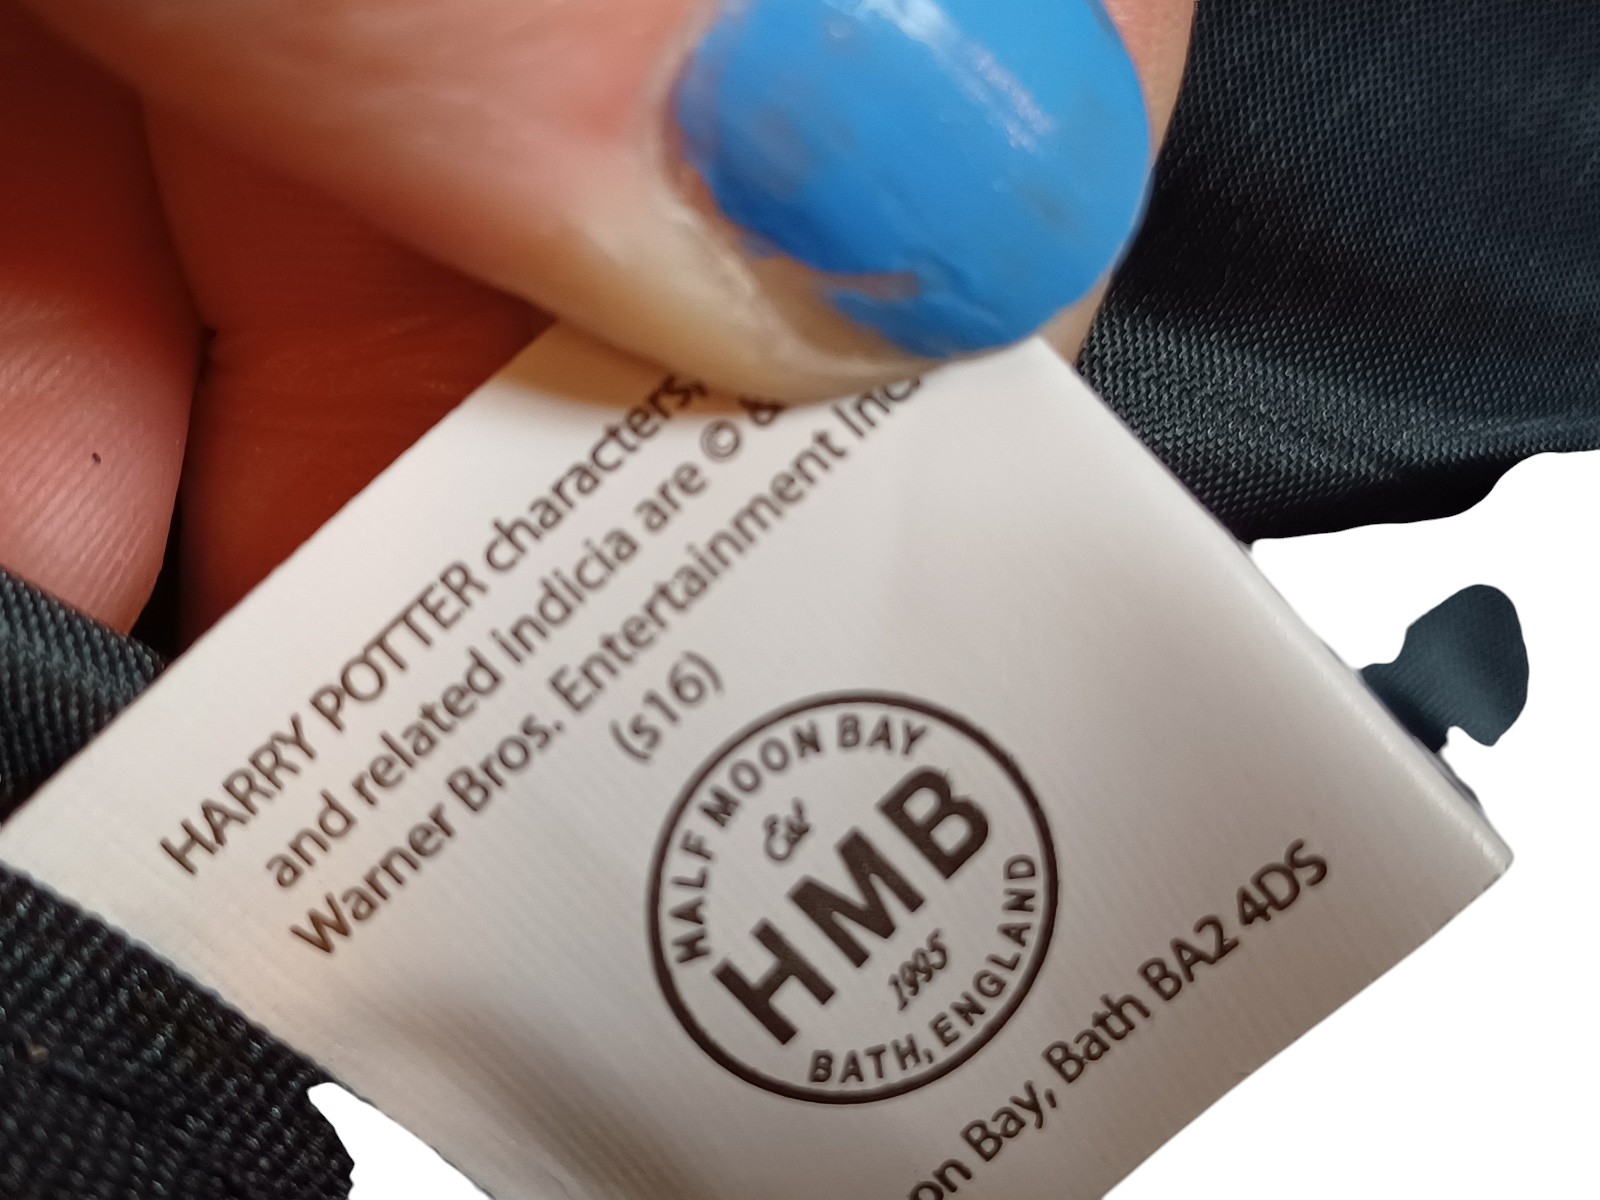 HARRY POTTER characters,
and related indicia are © &
Warner Bros. Entertainment Inc.
(s16)
HALF MOON BAY
Est
HMB
1995
BATH, ENGLAND
on Bay, Bath BA2 4DS